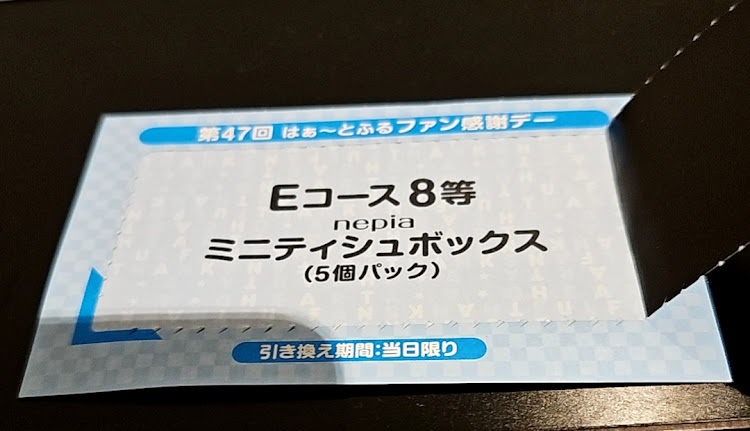 第47回 はぁ〜とふるファン感謝デー
Eコース8等
nepia
ミニティシュボックス
(5個パック)
引き換え期間:当日限り